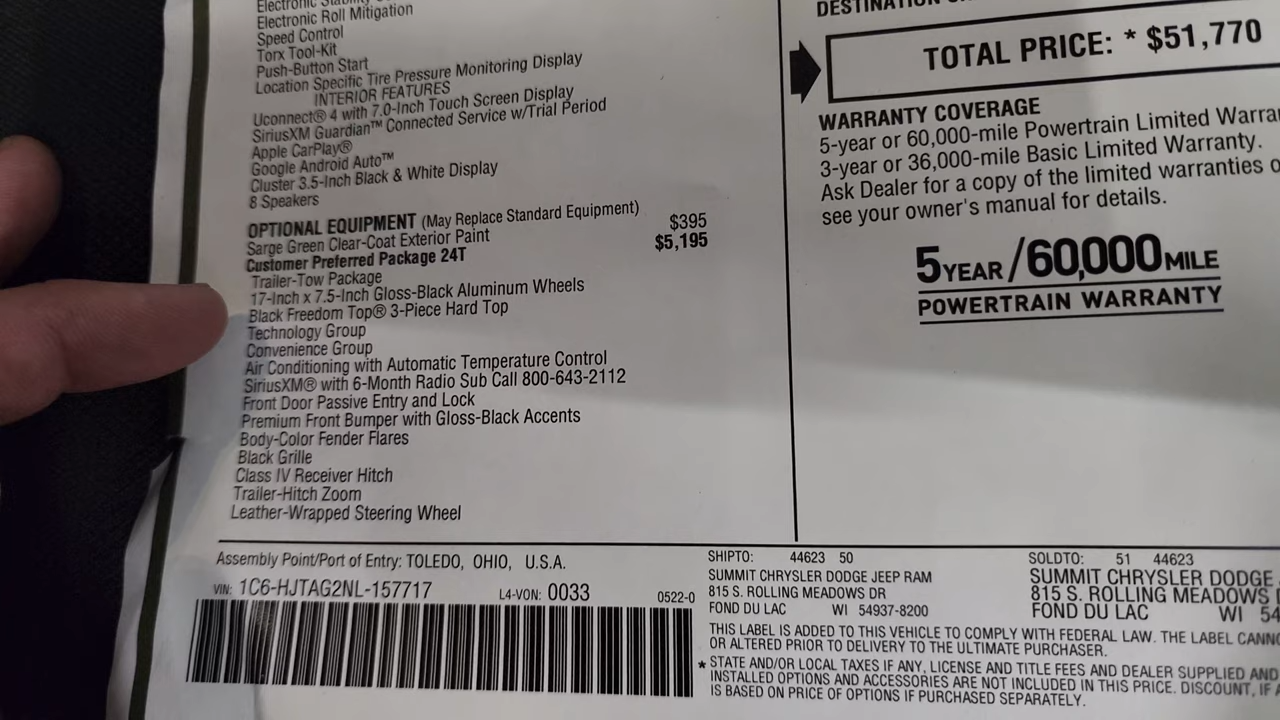 Electronic Stability
Electronic Roll Mitigation
Speed Control
Torx Tool-Kit
Push-Button Start
Location Specific Tire Pressure Monitoring Display
INTERIOR FEATURES
Uconnect® 4 with 7.0-Inch Touch Screen Display
SiriusXM Guardian™ Connected Service w/Trial Period
Apple CarPlay®
Google Android Auto™
Cluster 3.5-Inch Black & White Display
8 Speakers
OPTIONAL EQUIPMENT (May Replace Standard Equipment)
Sarge Green Clear-Coat Exterior Paint $395
Customer Preferred Package 24T $5,195
Trailer-Tow Package
17-Inch x 7.5-Inch Gloss-Black Aluminum Wheels
Black Freedom Top® 3-Piece Hard Top
Technology Group
Convenience Group
Air Conditioning with Automatic Temperature Control
SiriusXM® with 6-Month Radio Sub Call 800-643-2112
Front Door Passive Entry and Lock
Premium Front Bumper with Gloss-Black Accents
Body-Color Fender Flares
Black Grille
Class IV Receiver Hitch
Trailer-Hitch Zoom
Leather-Wrapped Steering Wheel
DESTINATION
TOTAL PRICE: * $51,770
WARRANTY COVERAGE
5-year or 60,000-mile Powertrain Limited Warra
3-year or 36,000-mile Basic Limited Warranty.
Ask Dealer for a copy of the limited warranties o
see your owner's manual for details.
5 YEAR /60,000 MILE
POWERTRAIN WARRANTY
Assembly Point/Port of Entry: TOLEDO, OHIO, U.S.A.
VIN: 1C6-HJTAG2NL-157717 L4-VON: 0033 0522-0
SHIPTO: 44623 50
SUMMIT CHRYSLER DODGE JEEP RAM
815 S. ROLLING MEADOWS DR
FOND DU LAC WI 54937-8200
SOLDTO: 51 44623
SUMMIT CHRYSLER DODGE
815 S. ROLLING MEADOWS D
FOND DU LAC WI 54
THIS LABEL IS ADDED TO THIS VEHICLE TO COMPLY WITH FEDERAL LAW. THE LABEL CANNO
OR ALTERED PRIOR TO DELIVERY TO THE ULTIMATE PURCHASER.
* STATE AND/OR LOCAL TAXES IF ANY, LICENSE AND TITLE FEES AND DEALER SUPPLIED AND
INSTALLED OPTIONS AND ACCESSORIES ARE NOT INCLUDED IN THIS PRICE. DISCOUNT, IF A
IS BASED ON PRICE OF OPTIONS IF PURCHASED SEPARATELY.